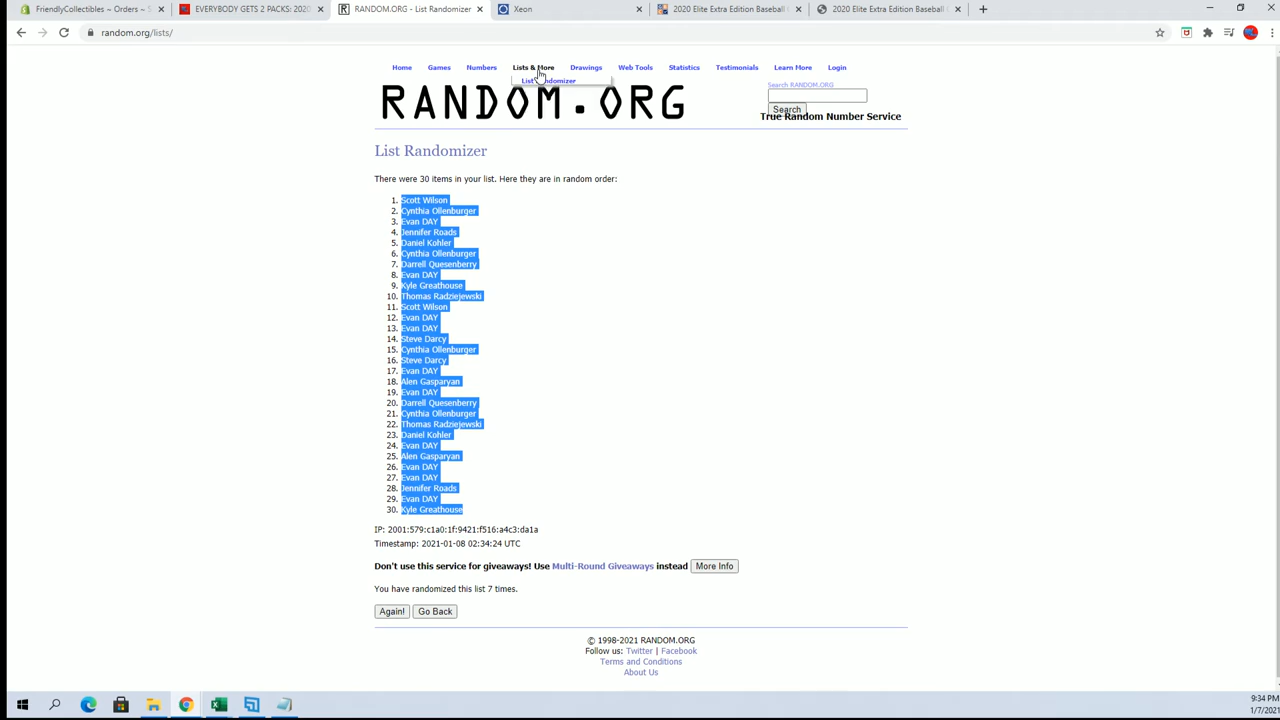 FriendlyCollectibles ~ Orders ~ S
EVERYBODY GETS 2 PACKS: 2020
RANDOM.ORG - List Randomizer
Xeon
2020 Elite Extra Edition Baseball
2020 Elite Extra Edition Baseball
random.org/lists/
Home Games Numbers Lists & More Drawings Web Tools Statistics Testimonials Learn More Login
List Randomizer
Search RANDOM.ORG
RANDOM.ORG
Search
True Random Number Service
List Randomizer
There were 30 items in your list. Here they are in random order:
1. Scott Wilson
2. Cynthia Ollenburger
3. Evan DAY
4. Jennifer Roads
5. Daniel Kohler
6. Cynthia Ollenburger
7. Darrell Quesenberry
8. Evan DAY
9. Kyle Greathouse
10. Thomas Radziejewski
11. Scott Wilson
12. Evan DAY
13. Evan DAY
14. Steve Darcy
15. Cynthia Ollenburger
16. Steve Darcy
17. Evan DAY
18. Alen Gasparyan
19. Evan DAY
20. Darrell Quesenberry
21. Cynthia Ollenburger
22. Thomas Radziejewski
23. Daniel Kohler
24. Evan DAY
25. Alen Gasparyan
26. Evan DAY
27. Evan DAY
28. Jennifer Roads
29. Evan DAY
30. Kyle Greathouse
IP: 2001:579:c1a0:1f:9421:f516:a4c3:da1a
Timestamp: 2021-01-08 02:34:24 UTC
Don't use this service for giveaways! Use Multi-Round Giveaways instead More Info
You have randomized this list 7 times.
Again! Go Back
© 1998-2021 RANDOM.ORG
Follow us: Twitter | Facebook
Terms and Conditions
About Us
9:34 PM
1/7/2021